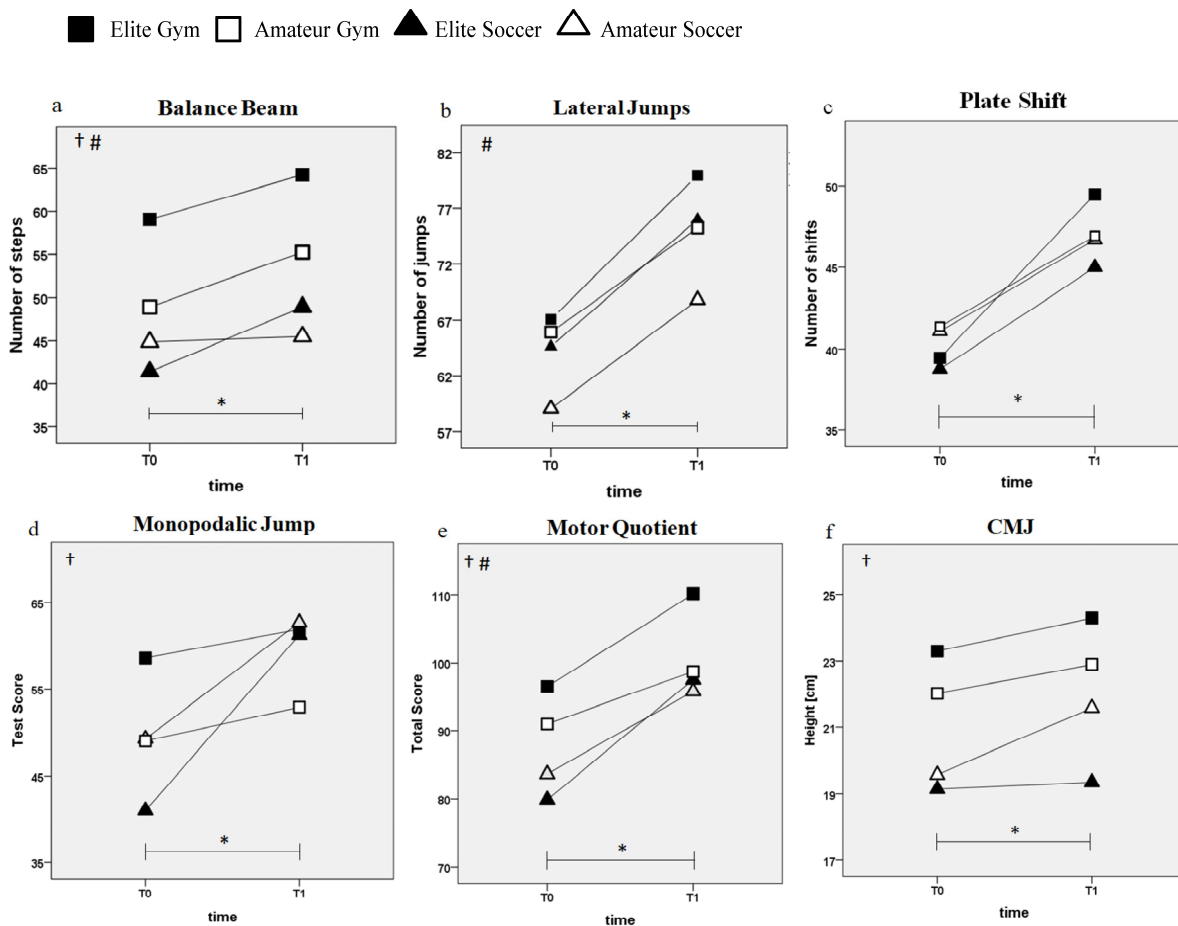 Elite Gym Amateur Gym Elite Soccer Amateur Soccer
a Balance Beam
† #
Number of steps
65
60
55
50
45
40
35
*
T0 T1
time
b Lateral Jumps
#
Number of jumps
82
77
72
67
62
57
*
T0 T1
time
c Plate Shift
Number of shifts
50
45
40
35
*
T0 T1
time
d Monopodalic Jump
†
Test Score
65
55
45
35
*
T0 T1
time
e Motor Quotient
† #
Total Score
110
100
90
80
70
*
T0 T1
time
f CMJ
†
Height [cm]
25
23
21
19
17
*
T0 T1
time